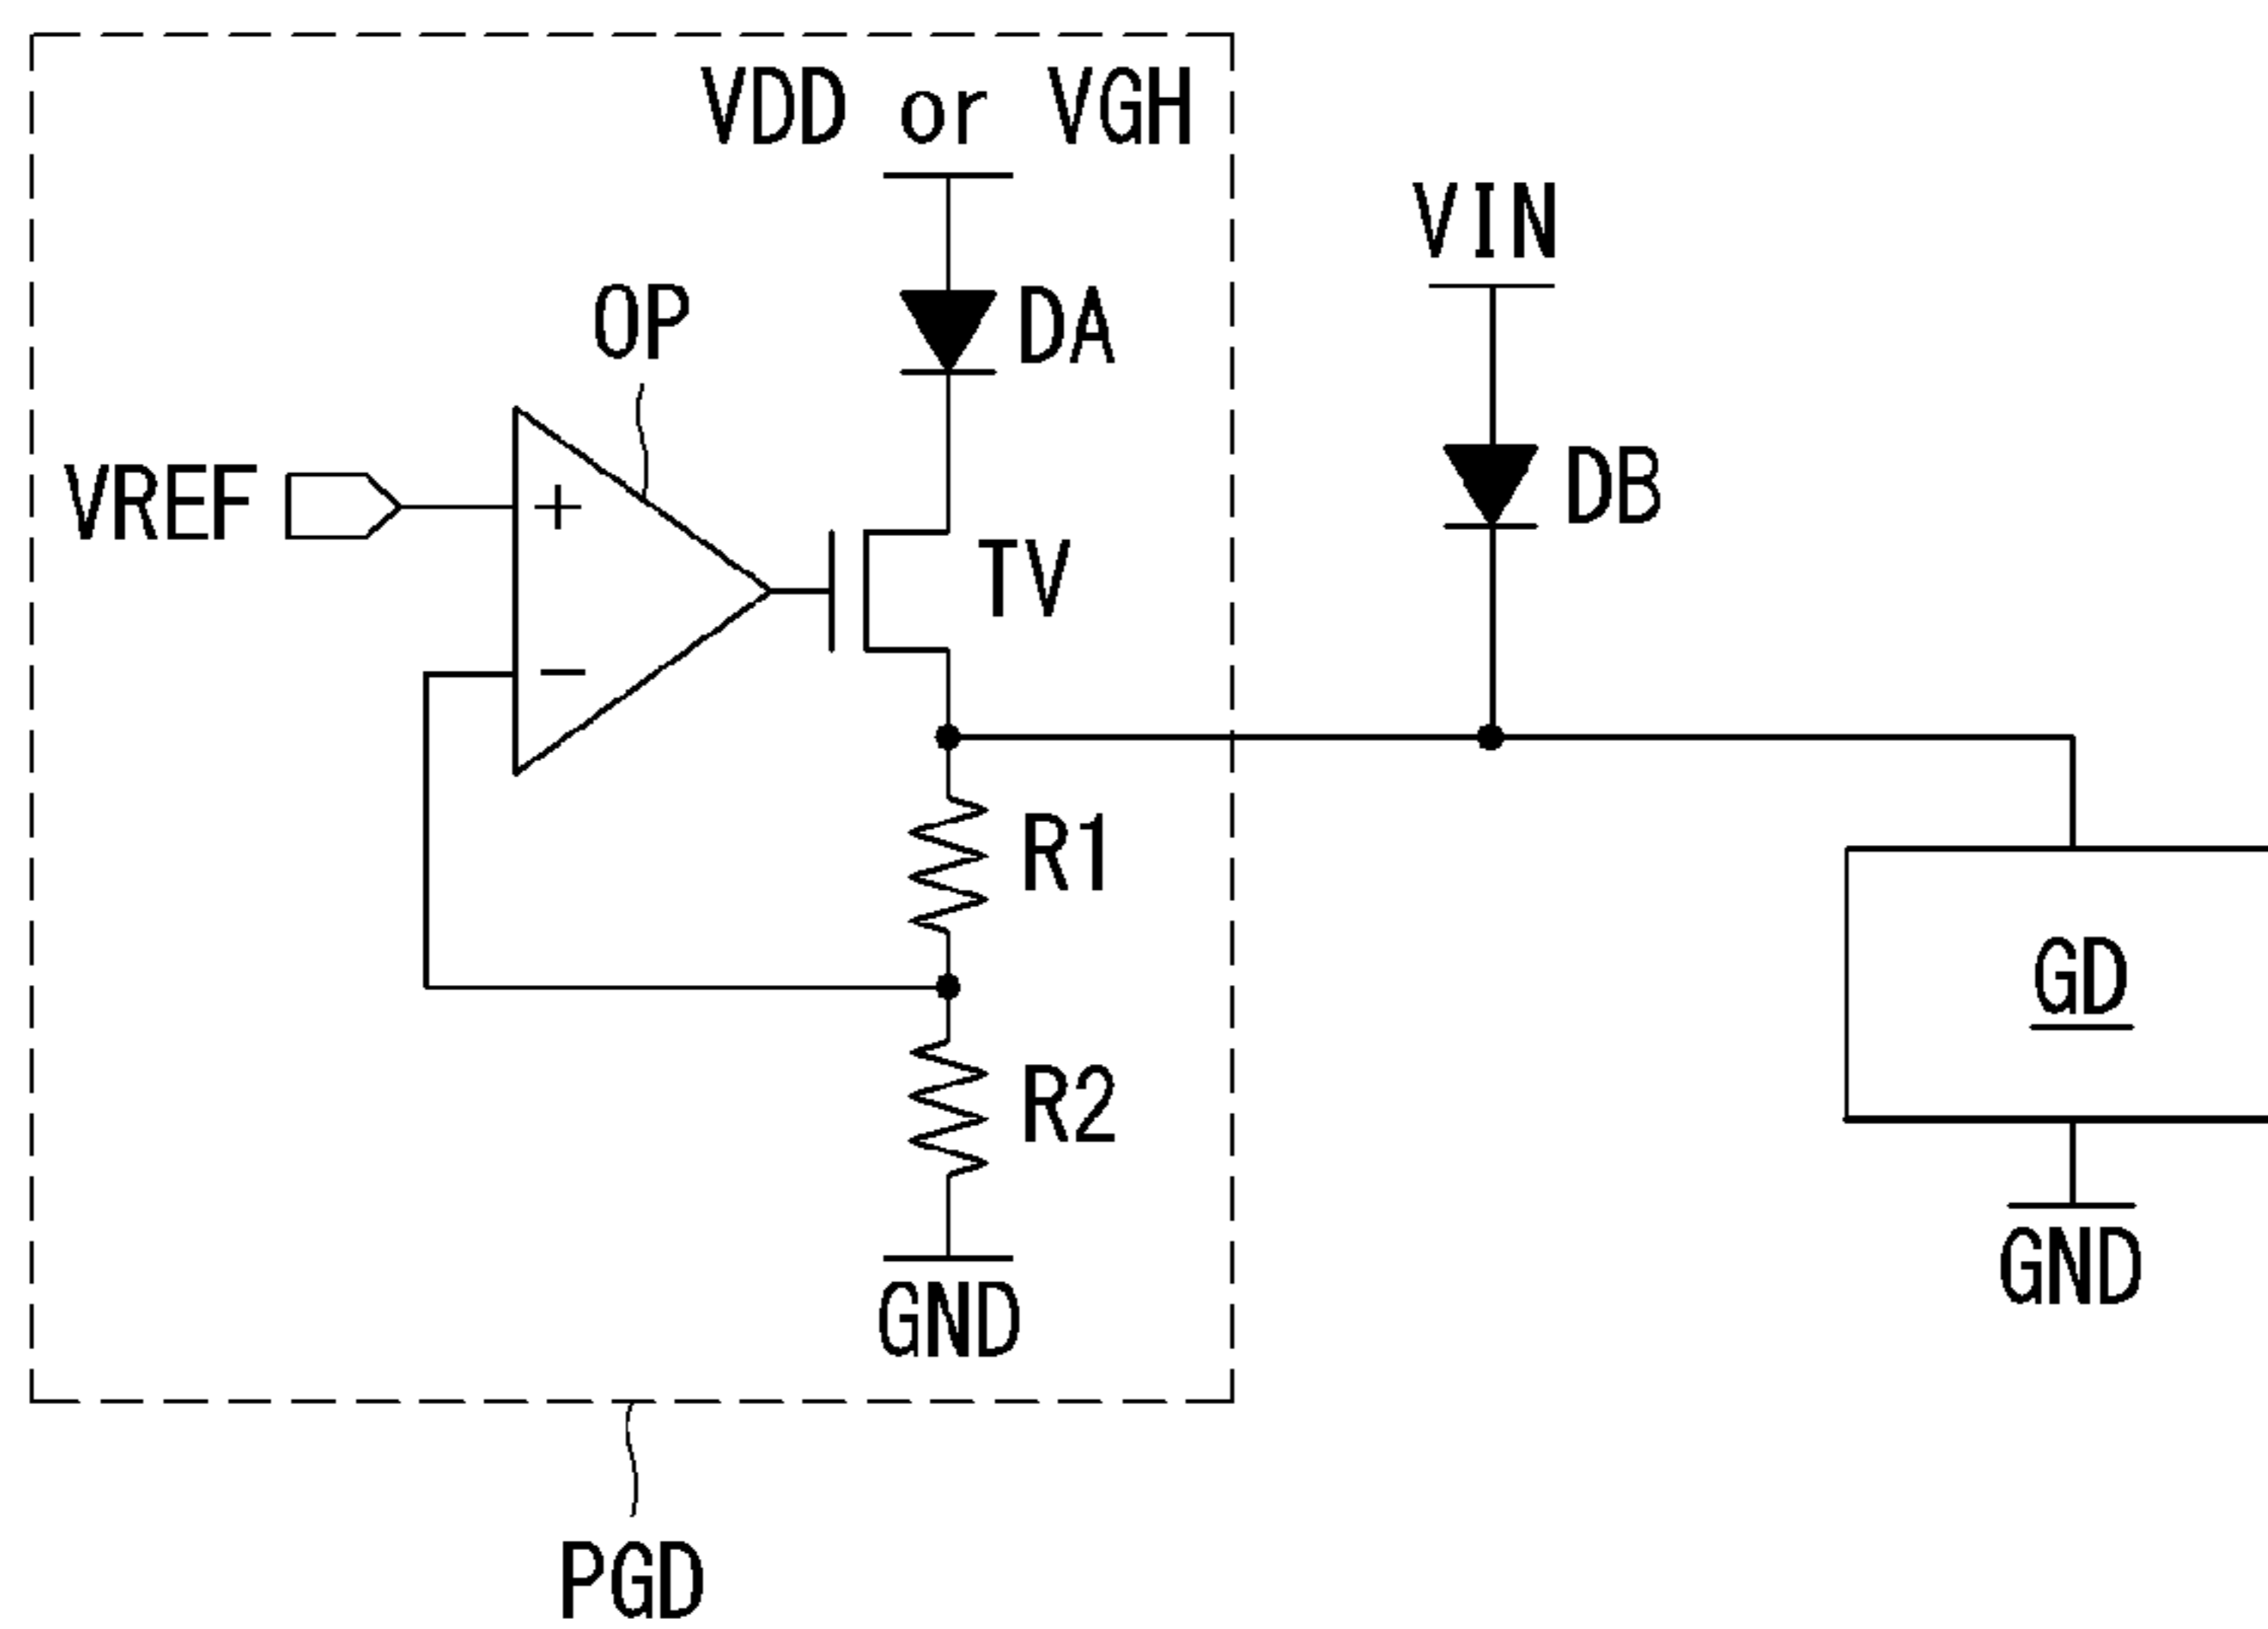 VDD or VGH
VIN
OP
DA
DB
VREF
+
TV
−
R1
GD
R2
GND
GND
PGD